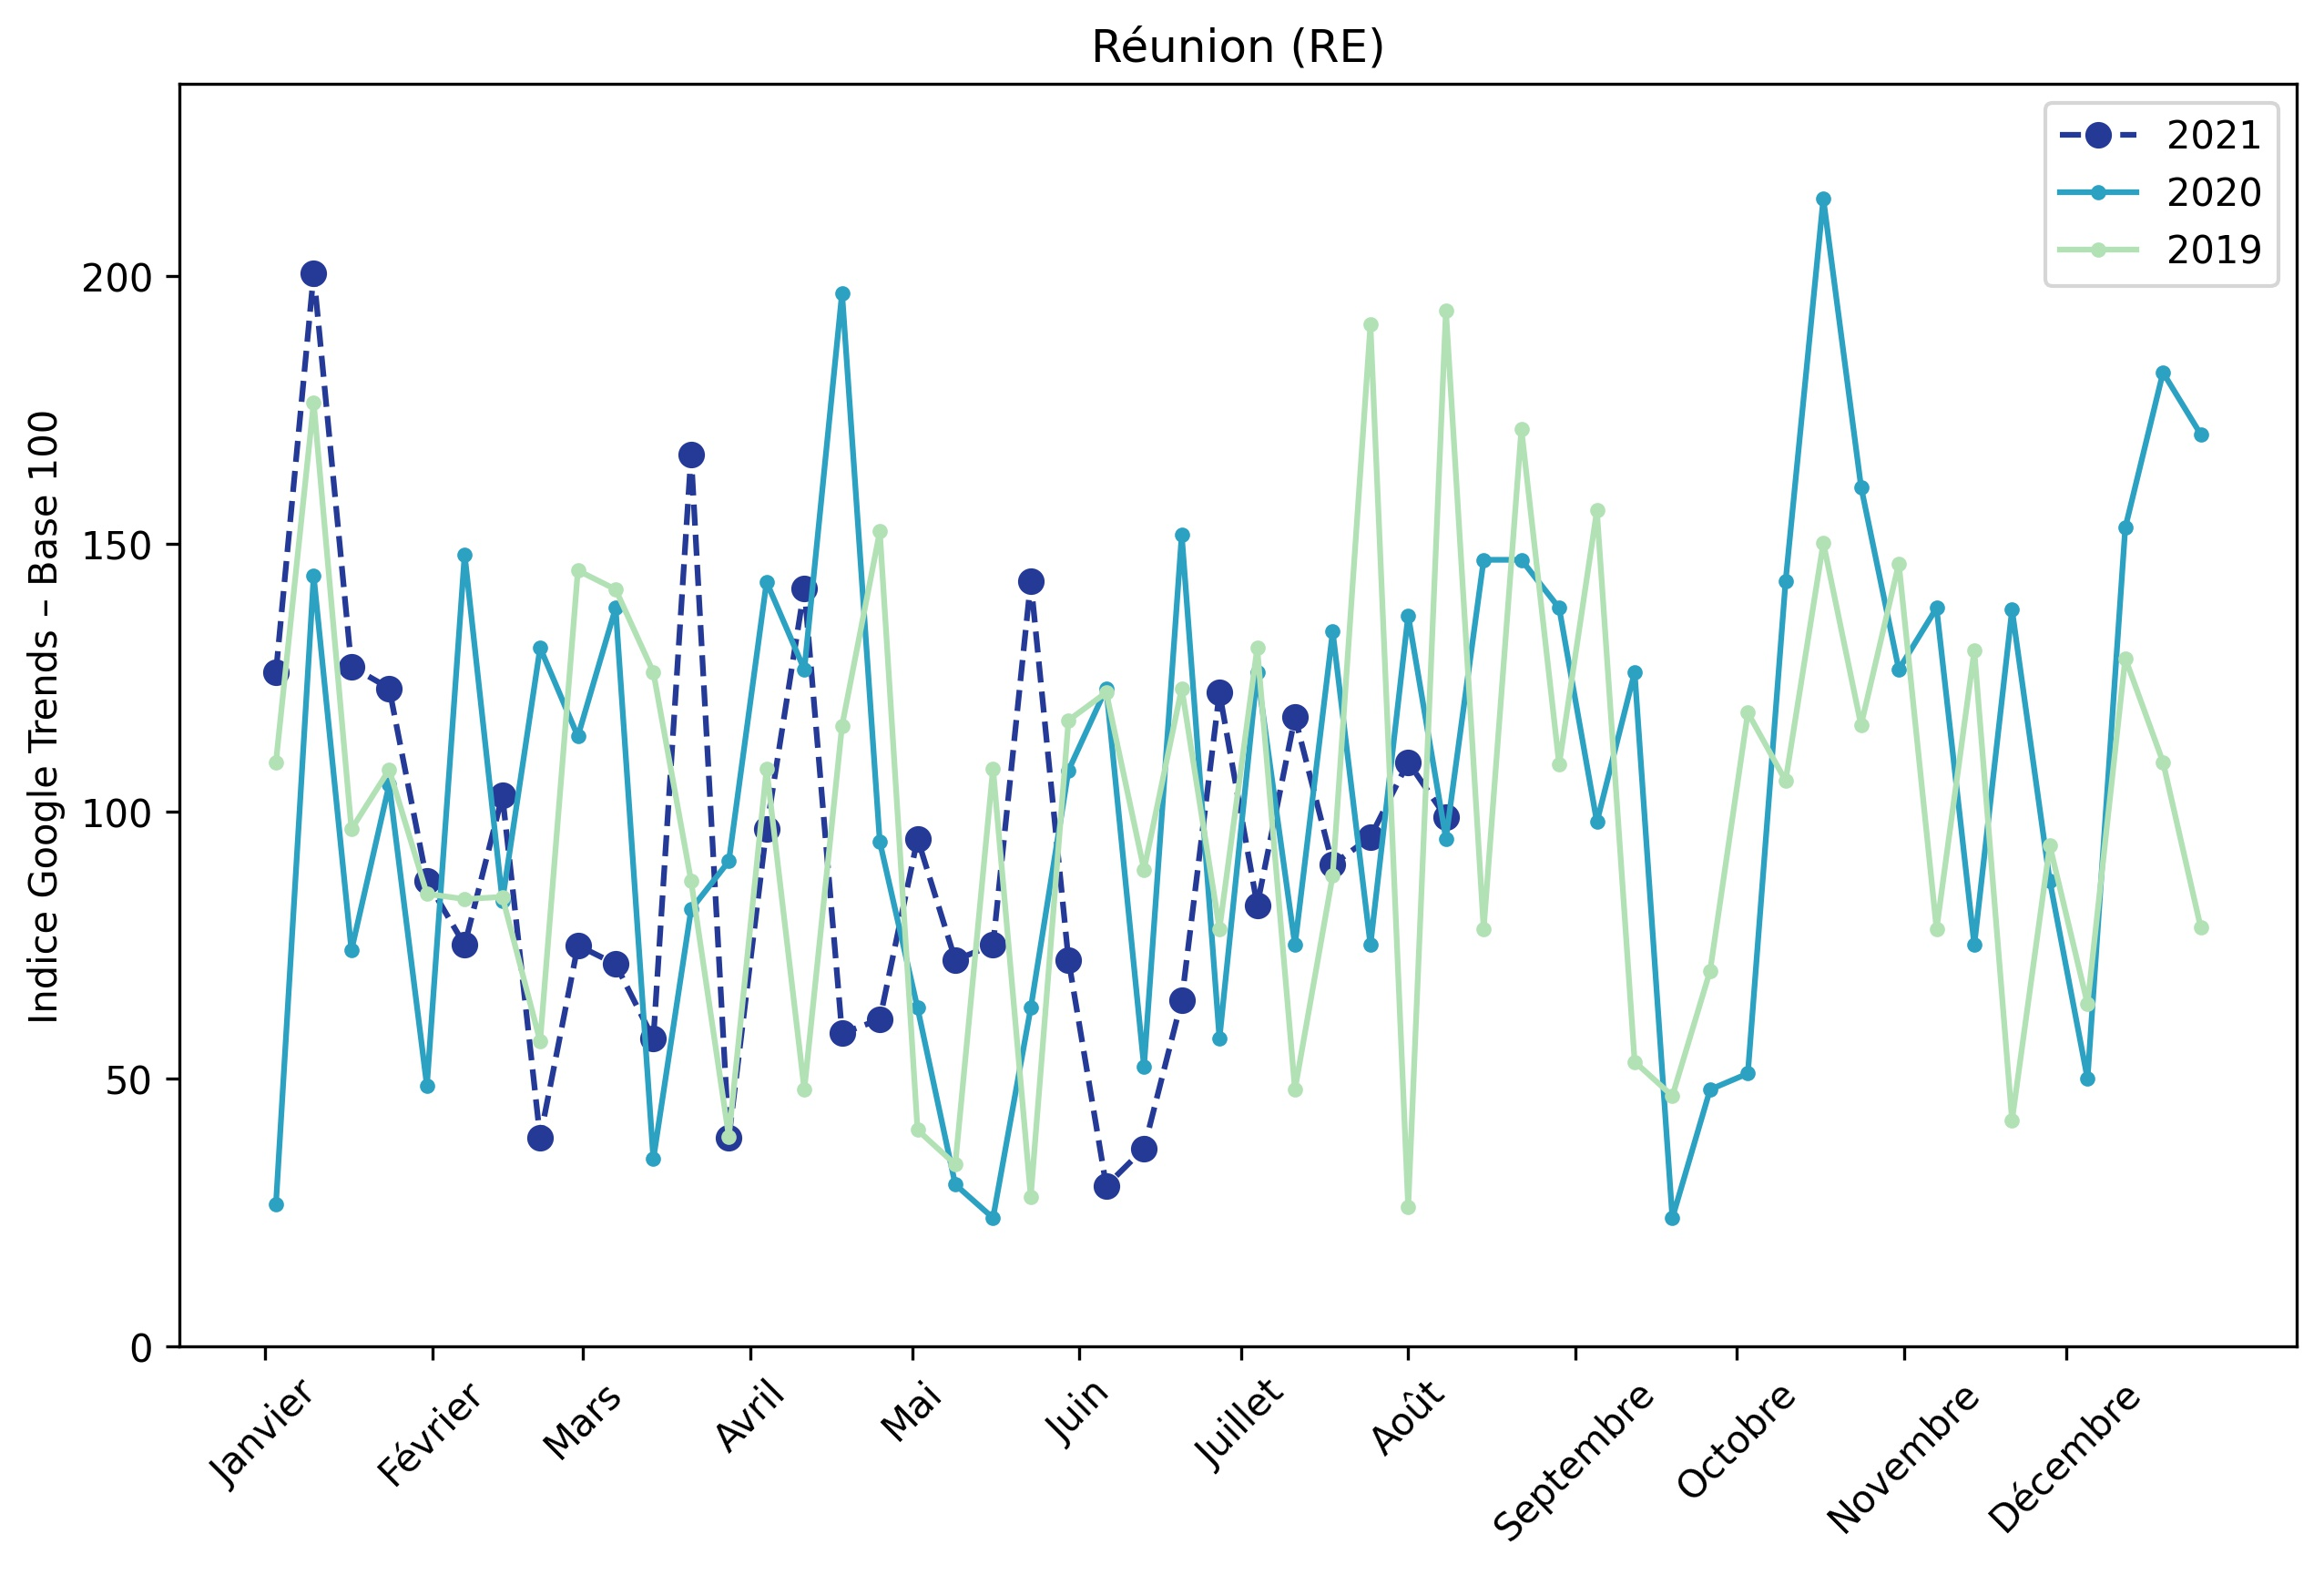 Réunion (RE)
2021
2020
2019
Indice Google Trends – Base 100
200
150
100
50
0
Janvier
Février
Mars
Avril
Mai
Juin
Juillet
Août
Septembre
Octobre
Novembre
Décembre